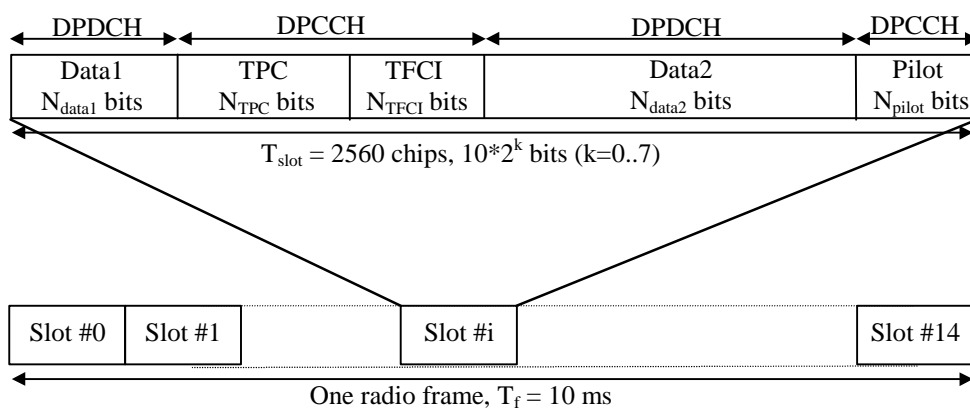 DPDCH DPCCH DPDCH DPCCH
Data1 TPC TFCI Data2 Pilot
N_data1 bits N_TPC bits N_TFCI bits N_data2 bits N_pilot bits
T_slot = 2560 chips, 10*2^k bits (k=0..7)
Slot #0 Slot #1 Slot #i Slot #14
One radio frame, T_f = 10 ms